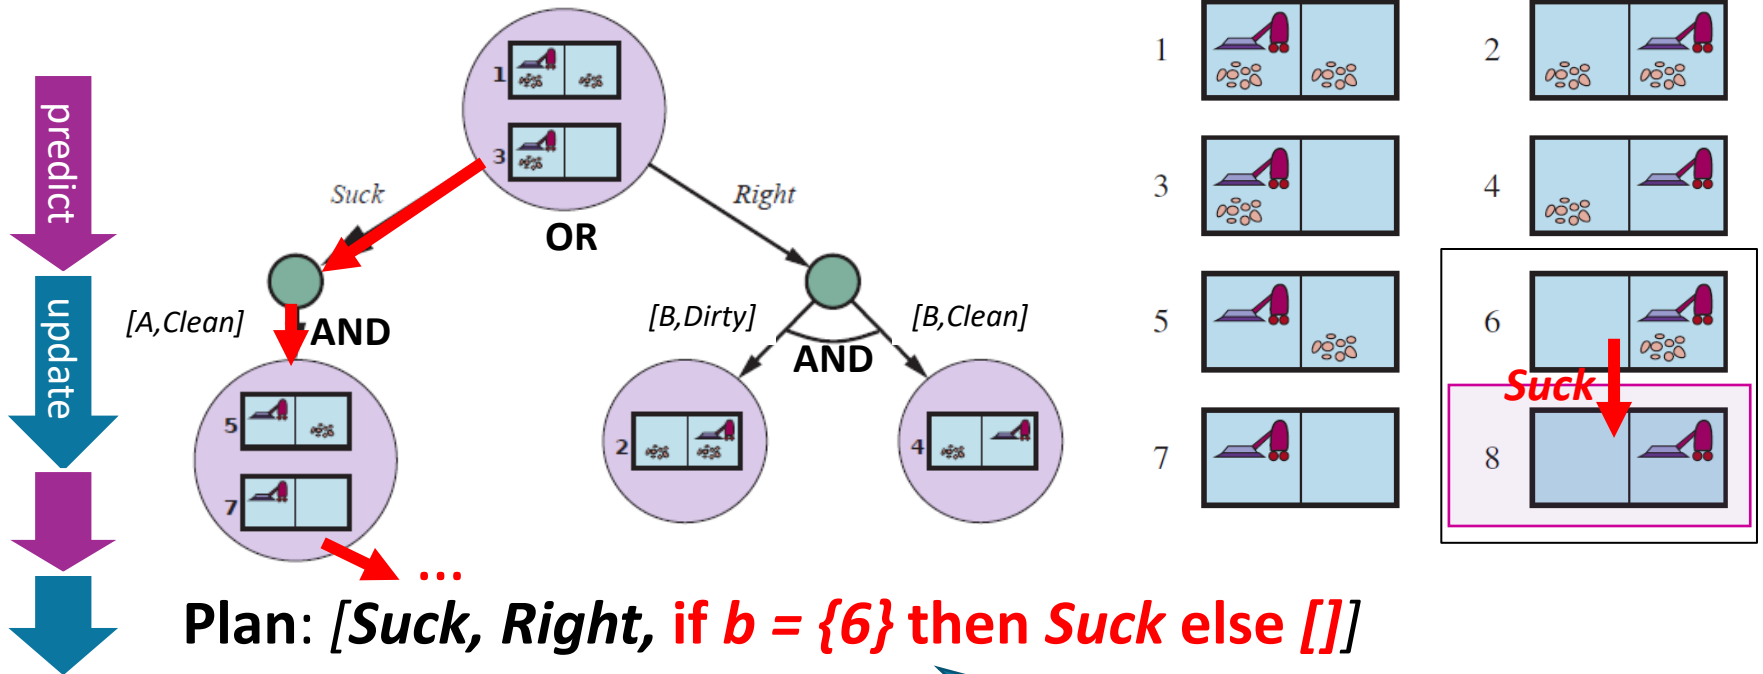 predict
update
1
3
Suck
Right
OR
[A,Clean]
AND
[B,Dirty]
[B,Clean]
AND
5
7
2
4
...
1
2
3
4
5
6
Suck
7
8
Plan: [Suck, Right, if b = {6} then Suck else []]